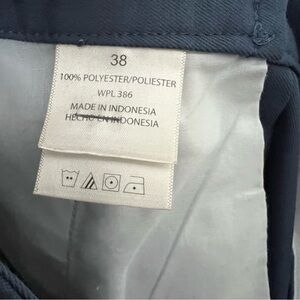 38
100% POLYESTER/POLIESTER
WPL 386
MADE IN INDONESIA
HECHO EN INDONESIA